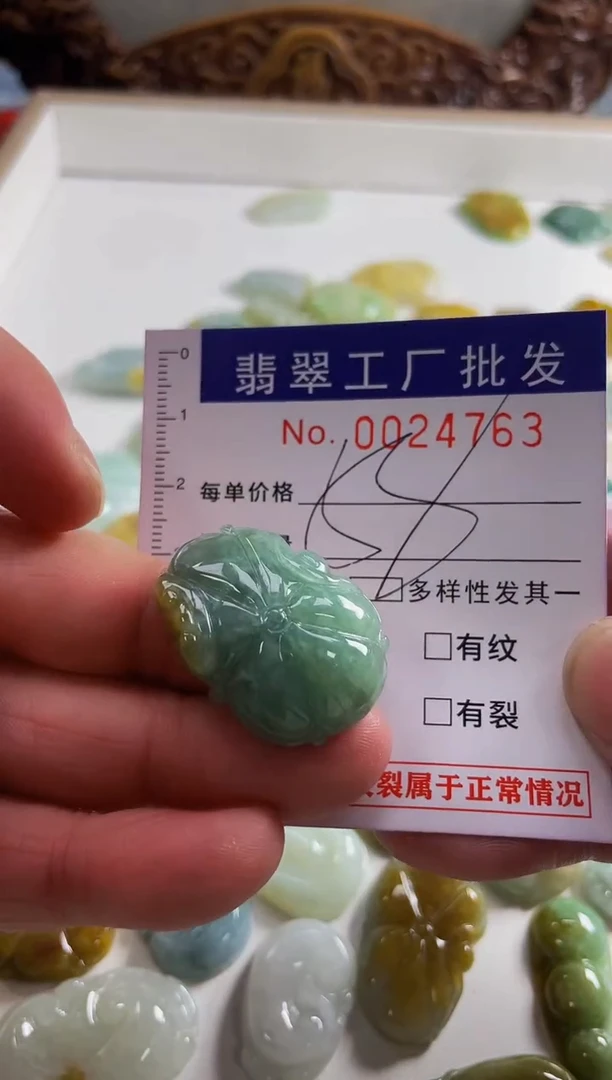 翡翠工厂批发
No. 0024763
0
1
2
每单价格
□多样性发其一
□有纹
□有裂
裂属于正常情况